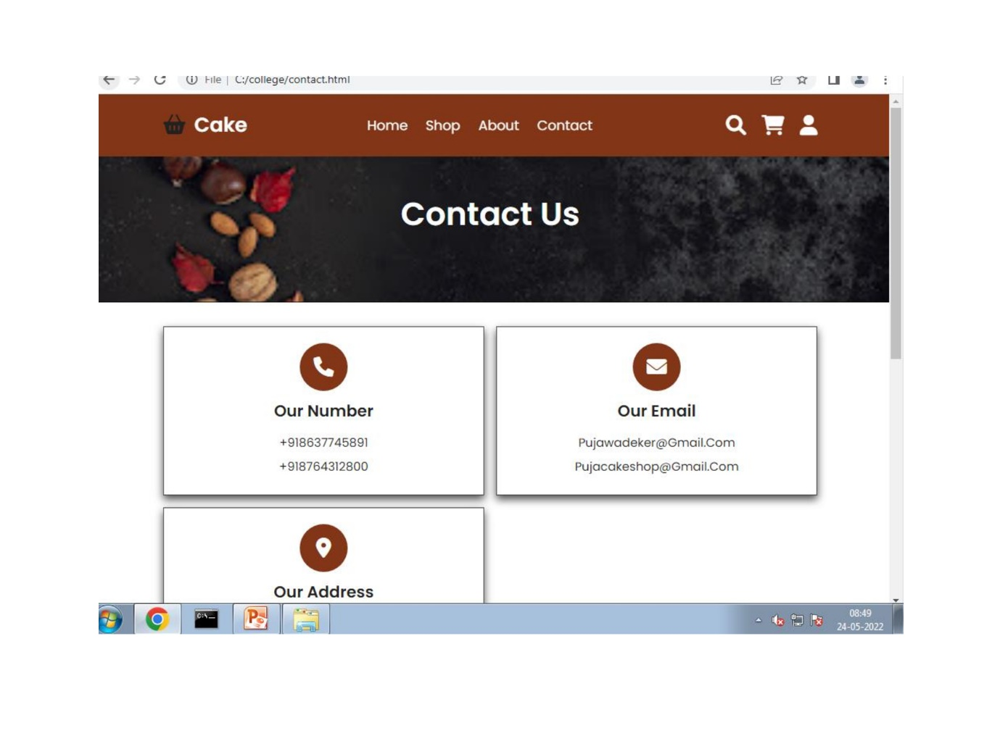 File | C:/college/contact.html
Cake Home Shop About Contact
Contact Us
Our Number
+918637745891
+918764312800
Our Email
Pujawadeker@Gmail.Com
Pujacakeshop@Gmail.Com
Our Address
C:\_
08:49
24-05-2022